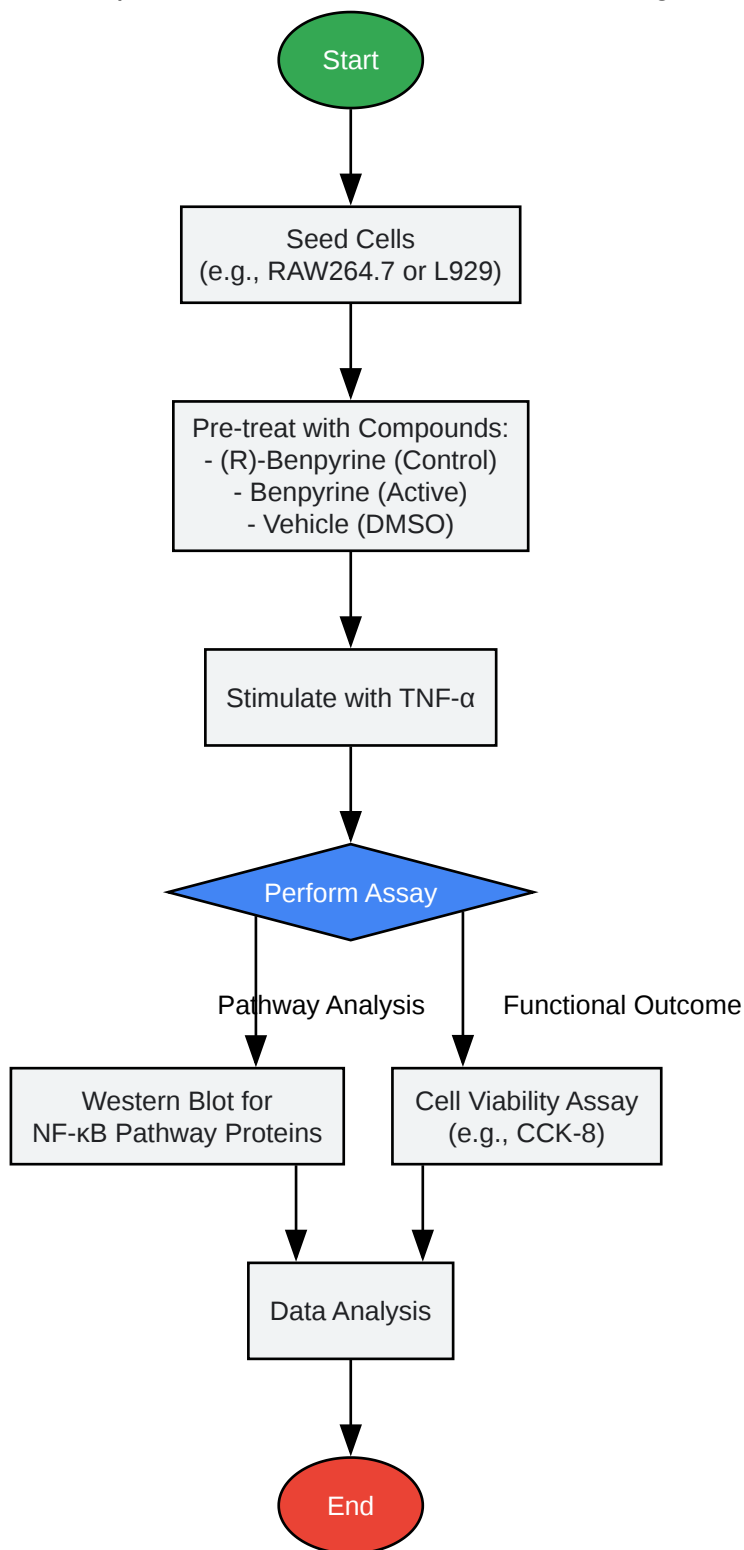 Start
Seed Cells
(e.g., RAW264.7 or L929)
Pre-treat with Compounds:
- (R)-Benpyrine (Control)
- Benpyrine (Active)
- Vehicle (DMSO)
Stimulate with TNF-α
Perform Assay
Pathway Analysis
Functional Outcome
Western Blot for
NF-κB Pathway Proteins
Cell Viability Assay
(e.g., CCK-8)
Data Analysis
End